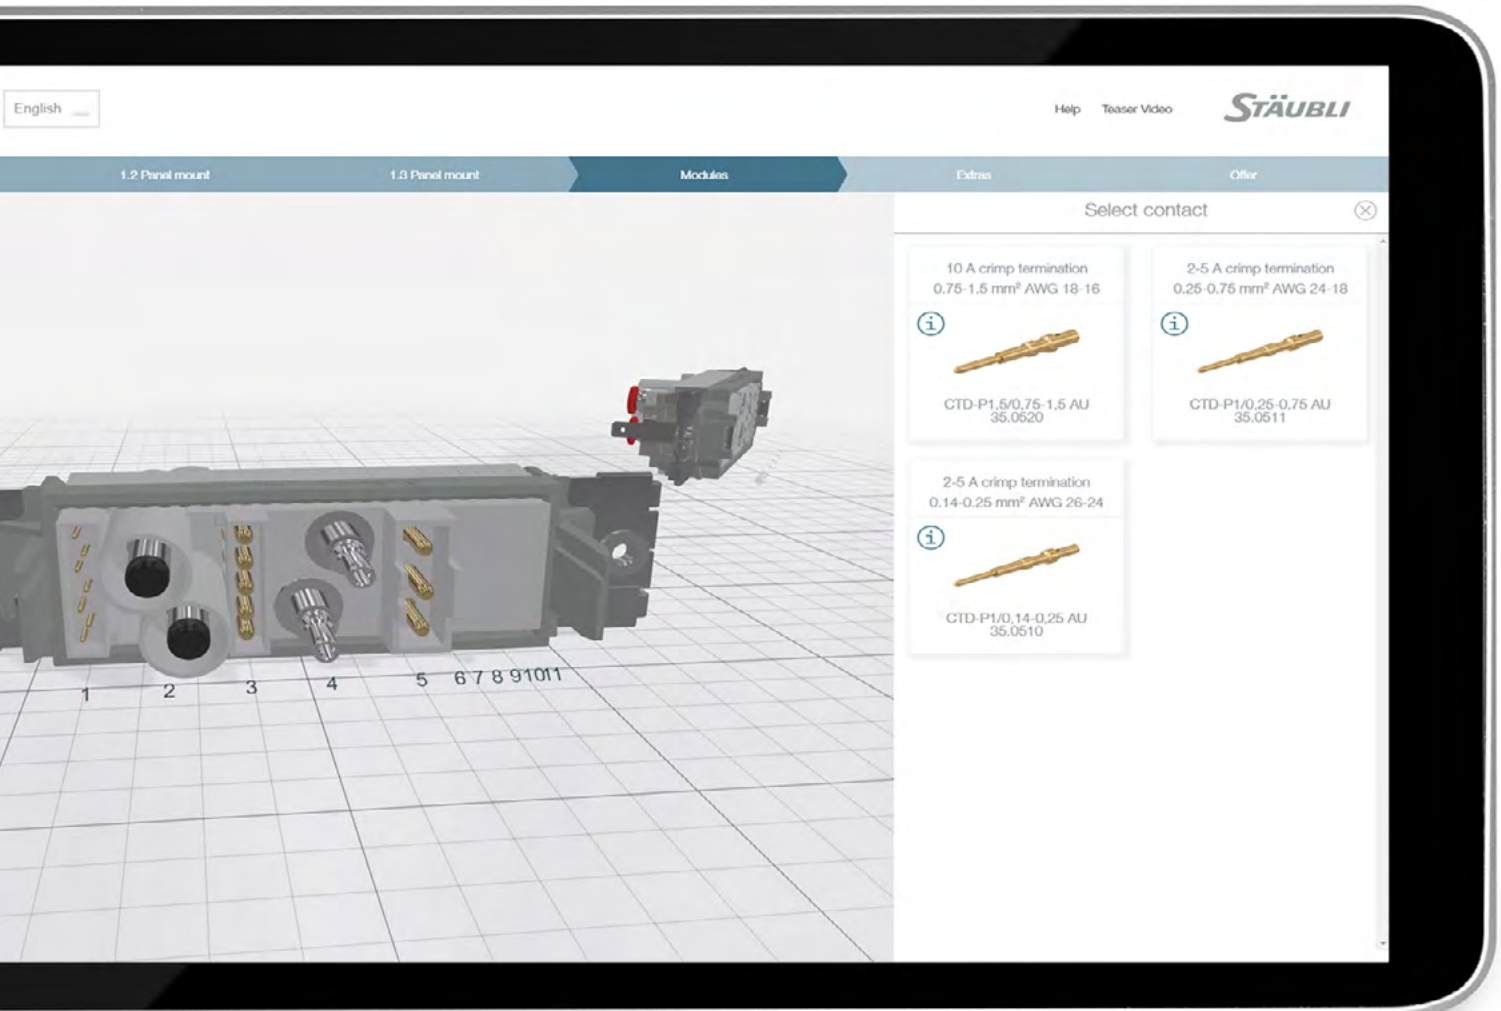 English
Help Teaser Video STÄUBLI
1.2 Panel mount 1.3 Panel mount Modules Extras Offer
Select contact
10 A crimp termination
0.75-1.5 mm² AWG 18-16
CTD-P1,5/0,75-1,5 AU
35.0520
2-5 A crimp termination
0.25-0.75 mm² AWG 24-18
CTD-P1/0,25-0,75 AU
35.0511
2-5 A crimp termination
0.14-0.25 mm² AWG 26-24
CTD-P1/0,14-0,25 AU
35.0510
1 2 3 4 5 6 7 8 9 10 11